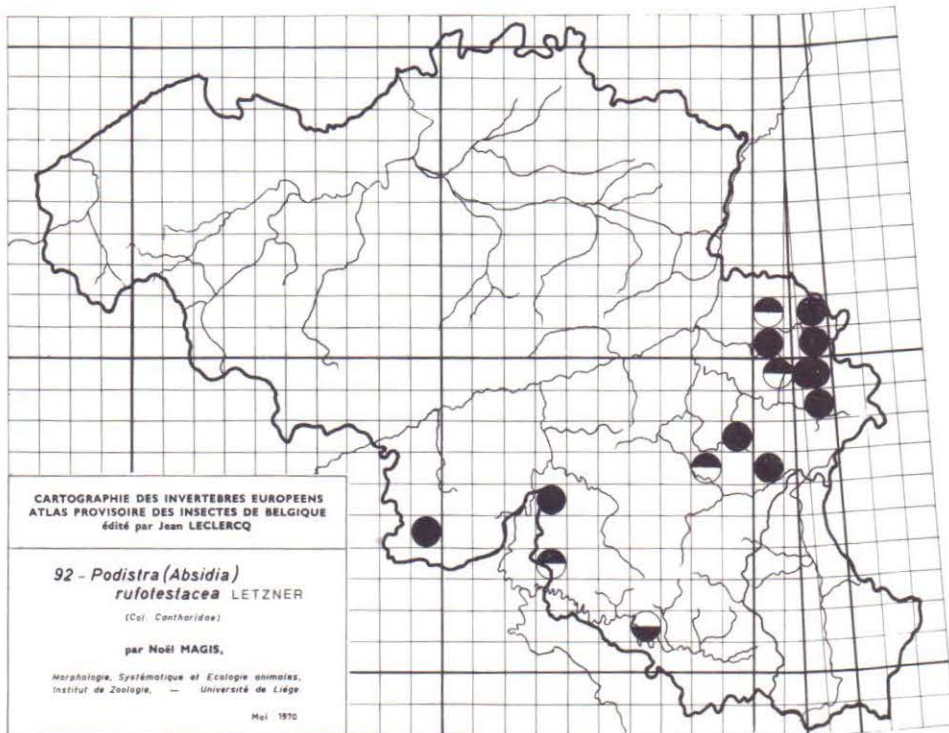 CARTOGRAPHIE DES INVERTEBRES EUROPEENS
ATLAS PROVISOIRE DES INSECTES DE BELGIQUE
édité par Jean LECLERCQ
92 - Podistra (Absidia)
rufotestacea LETZNER
(Col. Cantharidae)
par Noël MAGIS,
Morphologie, Systématique et Ecologie animales,
Institut de Zoologie, — Université de Liège
Mai 1970